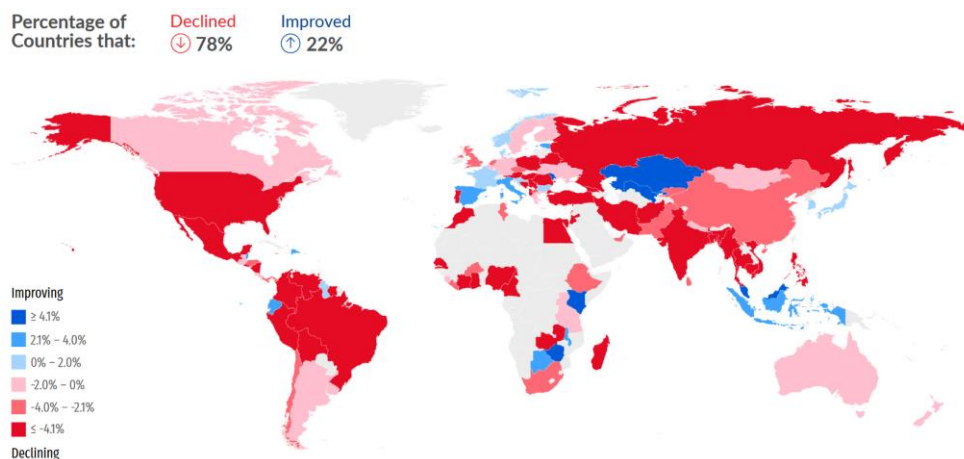 Percentage of Countries that:
Declined
78%
Improved
22%
Improving
≥ 4.1%
2.1% – 4.0%
0% – 2.0%
-2.0% – 0%
-4.0% – -2.1%
≤ -4.1%
Declining